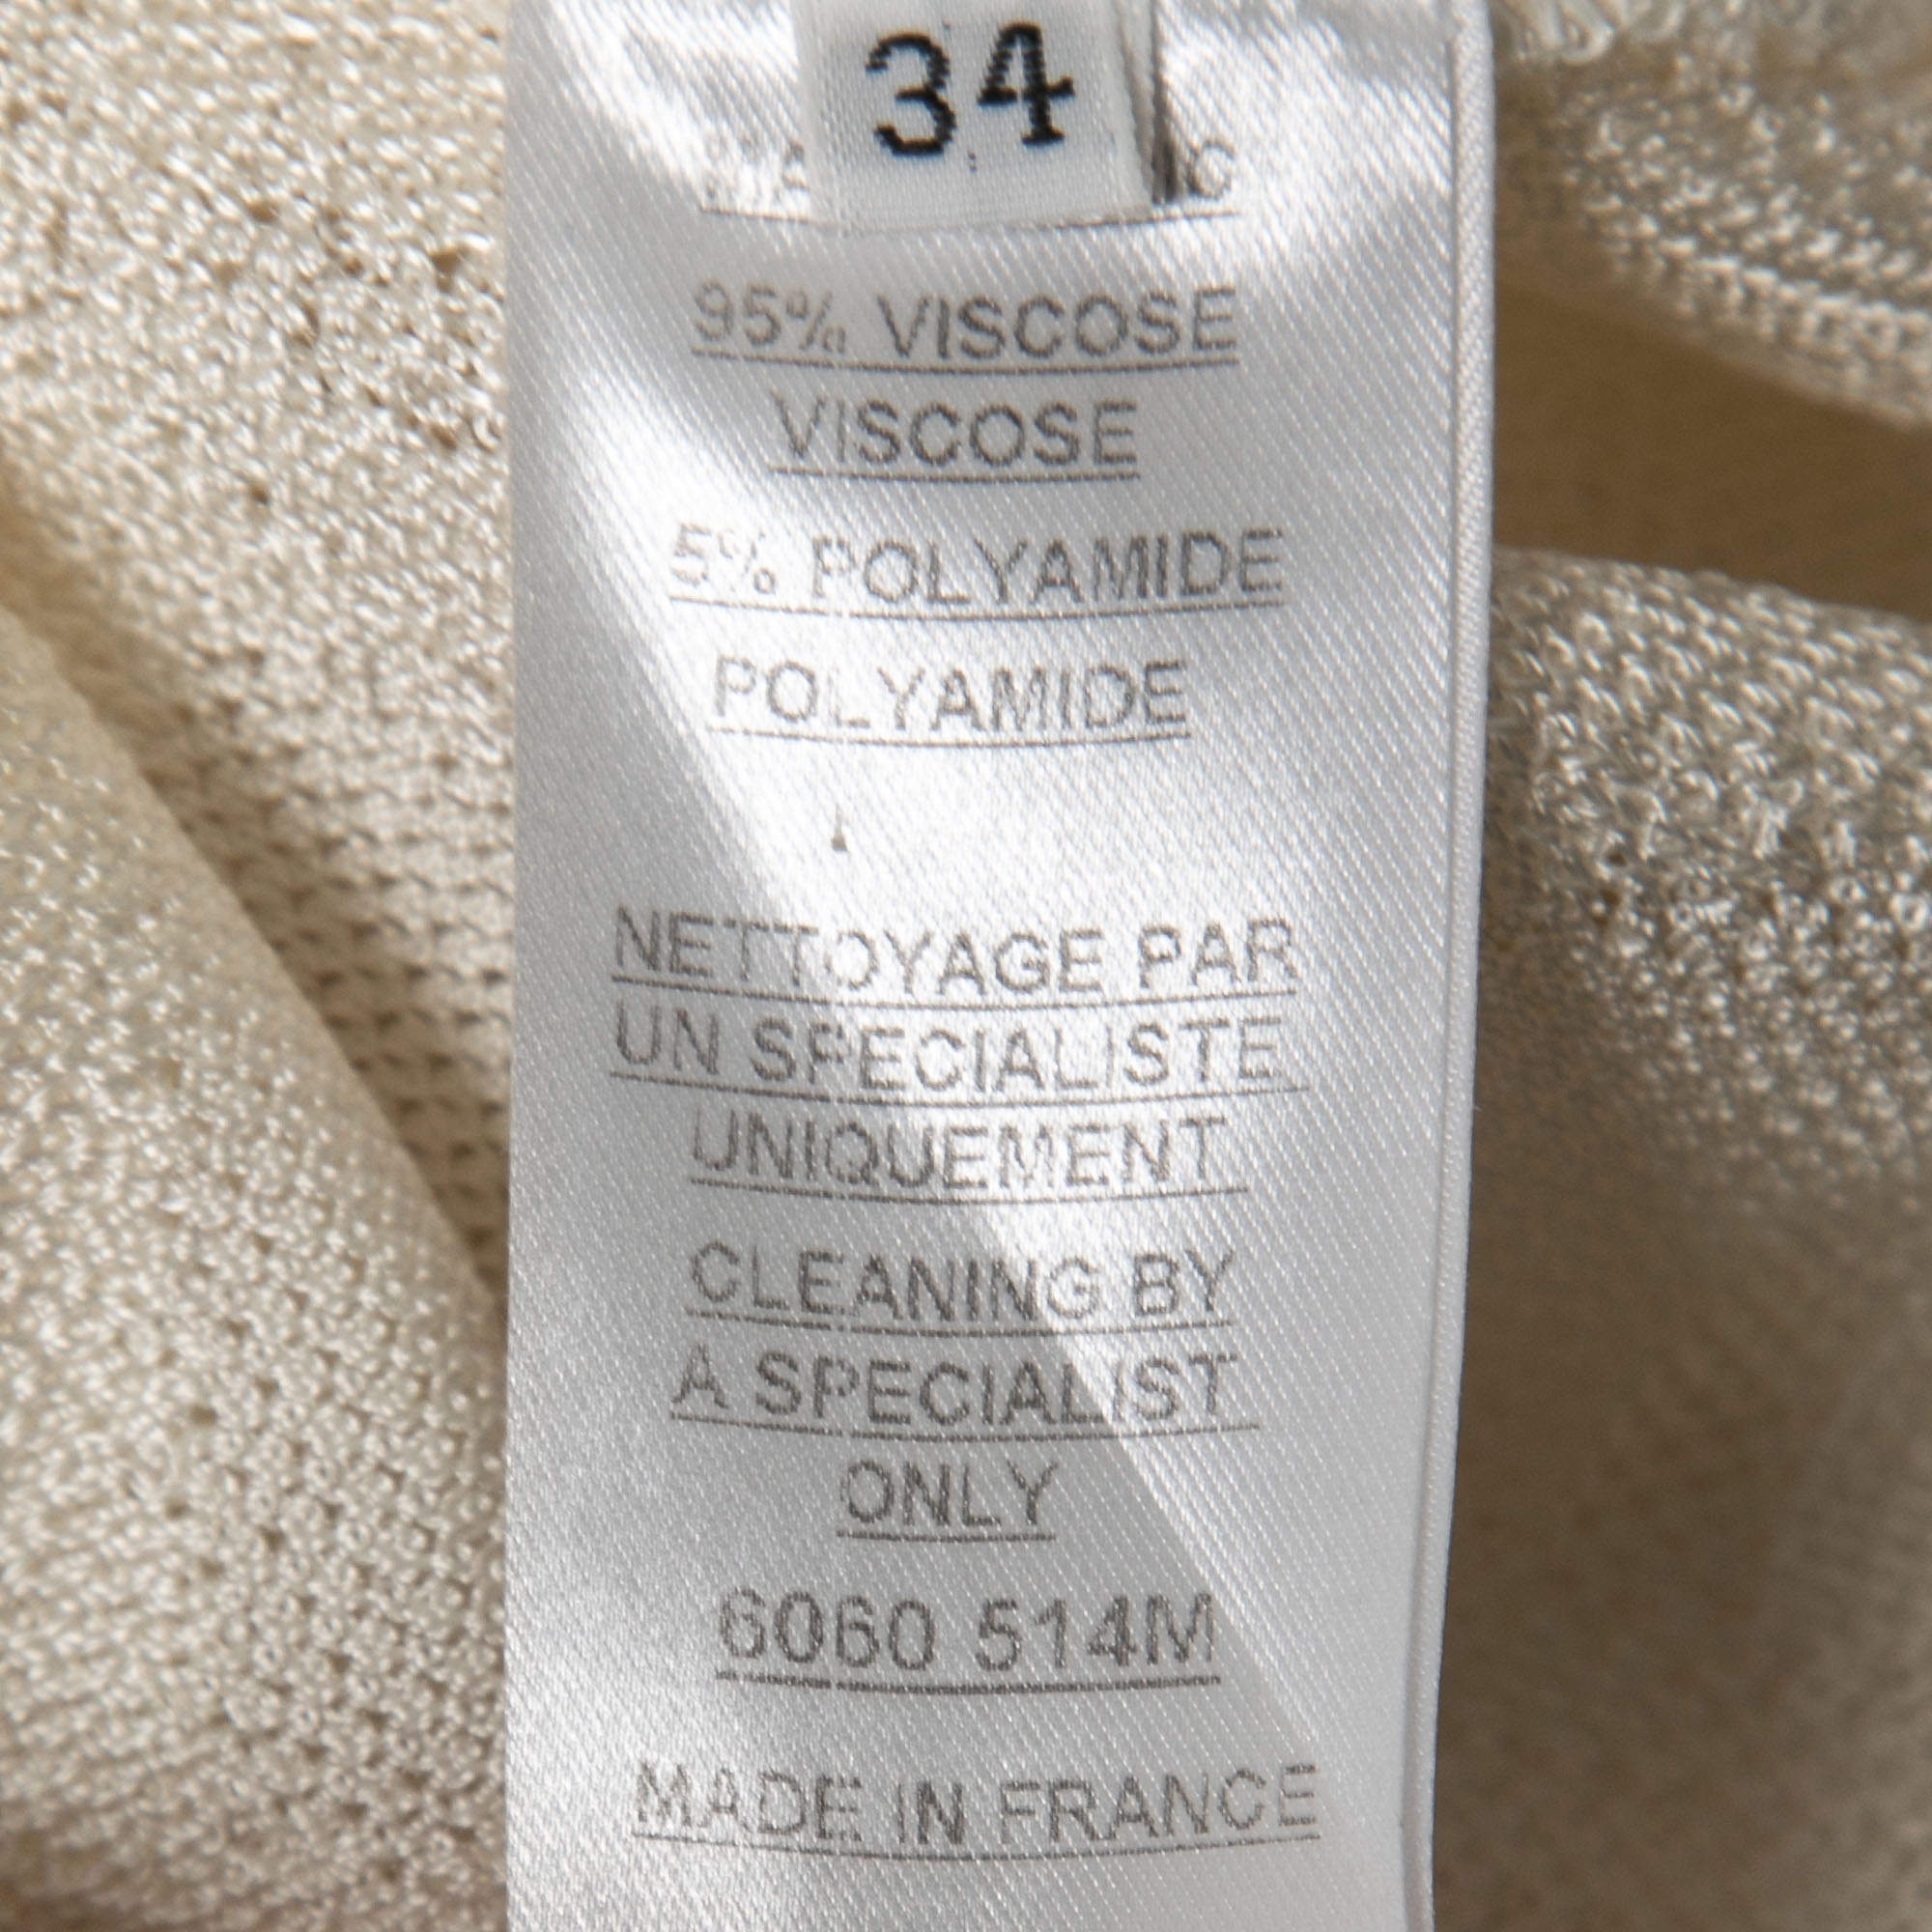 34
95% VISCOSE
VISCOSE
5% POLYAMIDE
POLYAMIDE
NETTOYAGE PAR
UN SPECIALISTE
UNIQUEMENT
CLEANING BY
A SPECIALIST
ONLY
6060 514M
MADE IN FRANCE